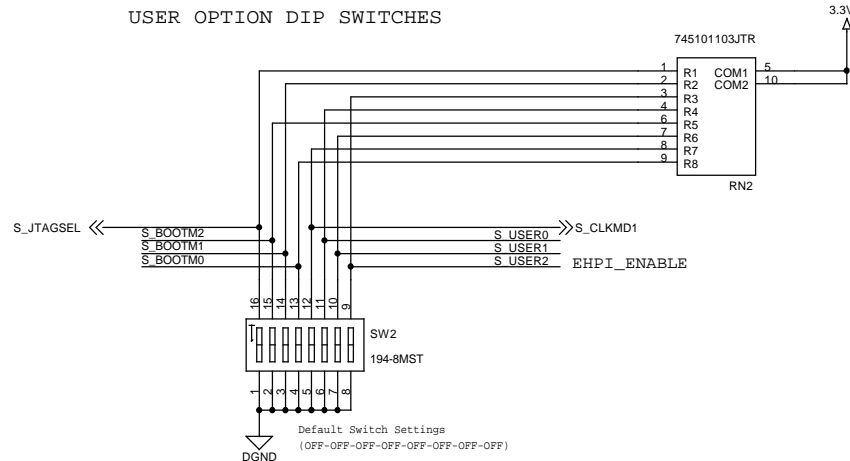 USER OPTION DIP SWITCHES
3.3V
745101103JTR
1 R1 COM1 5
2 R2 COM2 10
3 R3
4 R4
6 R5
7 R6
8 R7
9 R8
RN2
S_JTAGSEL
S_CLKMD1
S_BOOTM2
S_USER0
S_BOOTM1
S_USER1
S_BOOTM0
S_USER2
EHPI_ENABLE
16 15 14 13 12 11 10 9
SW2
194-8MST
1 2 3 4 5 6 7 8
Default Switch Settings
(OFF-OFF-OFF-OFF-OFF-OFF-OFF-OFF)
DGND